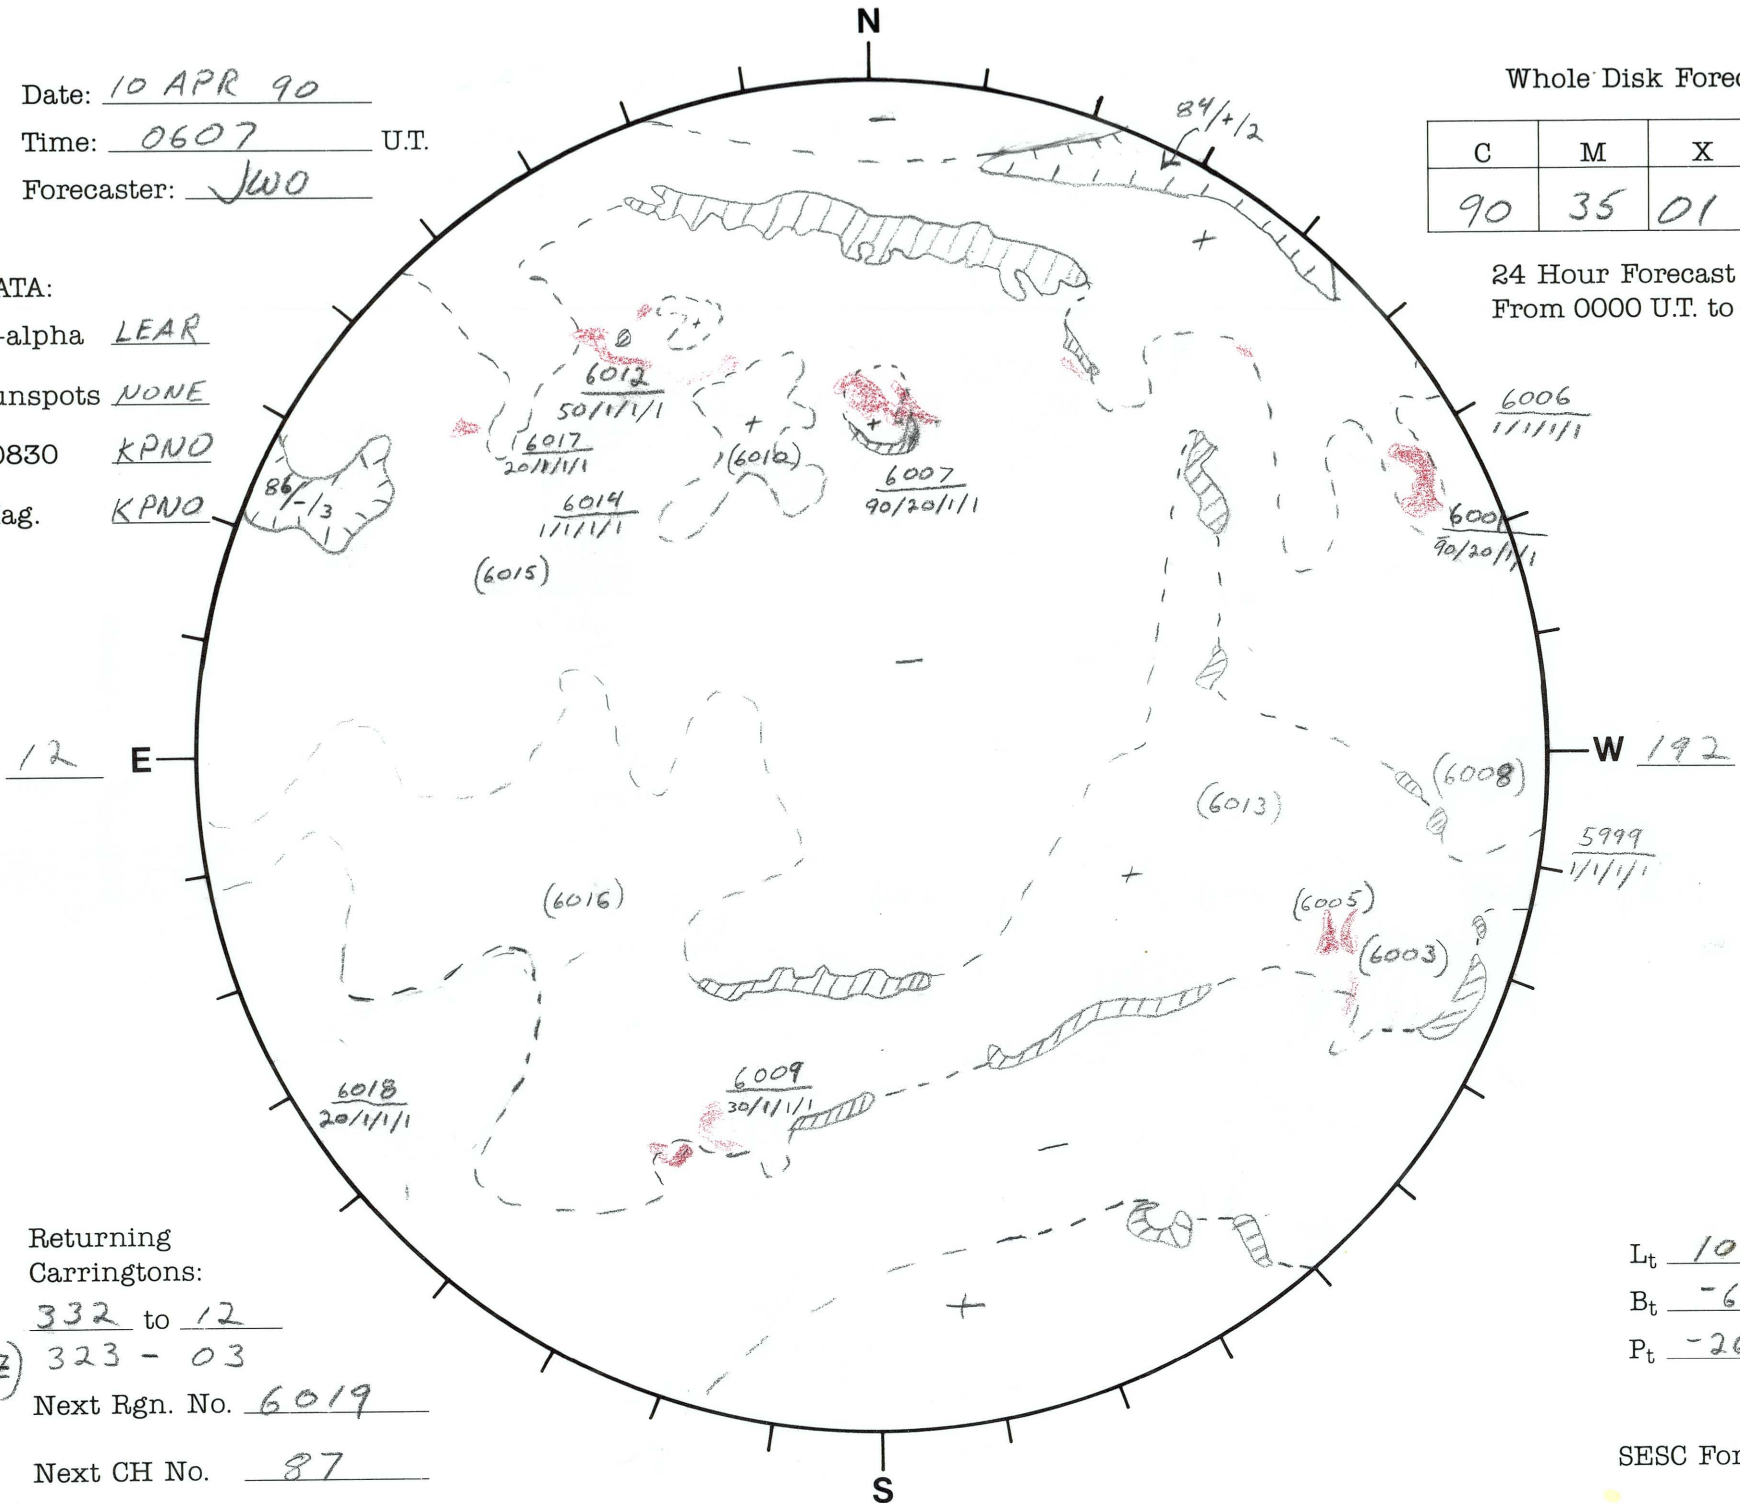 N
Date: 10 APR 90
Time: 0607 U.T.
Forecaster: JWO
Whole Disk Forec
C M X
90 35 01
24 Hour Forecast
From 0000 U.T. to
ATA:
-alpha LEAR
unspots NONE
0830 KPNO
ag. KPNO
84/+/2
-
+
+
6012
50/1/1/1
6017
20/1/1/1
+
+
6014
1/1/1/1
6007
90/20/1/1
6006
1/1/1/1
90/20/1/1
86/-/3
(6015)
-
12 E
W 192
(6008)
(6013)
5999
1/1/1/1
+
(6016)
(6005)
(6003)
6018
20/1/1/1
6009
30/1/1/1
-
+
Returning
Carringtons:
332 to 12
323 - 03
Next Rgn. No. 6019
Next CH No. 87
Lt 10
Bt -6
Pt -26
SESC For
S